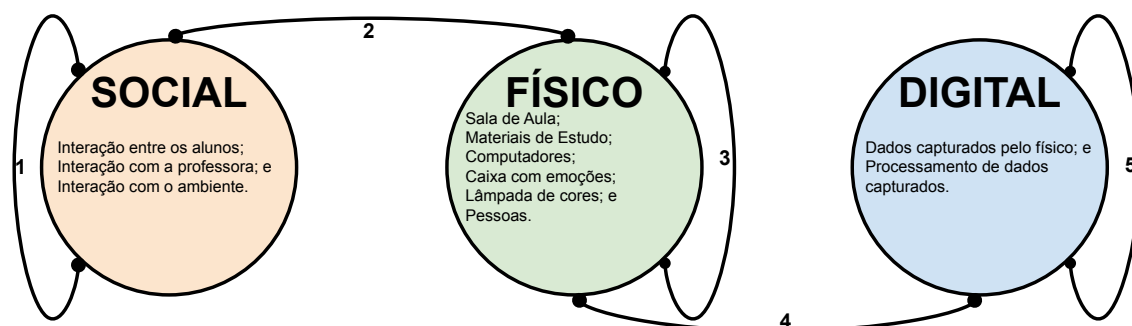 2
SOCIAL
Interação entre os alunos;
Interação com a professora; e
Interação com o ambiente.
1
FÍSICO
Sala de Aula;
Materiais de Estudo;
Computadores;
Caixa com emoções;
Lâmpada de cores; e
Pessoas.
3
DIGITAL
Dados capturados pelo físico; e
Processamento de dados
capturados.
5
4